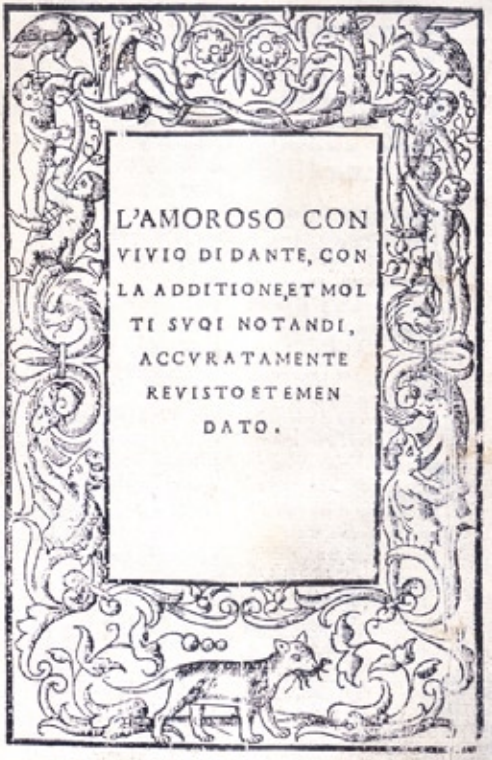 L'AMOROSO CON
VIVIO DI DANTE, CON
LA ADDITIONE, ET MOL
TI SVOI NOTANDI,
ACCVRATAMENTE
REVISTO ET EMEN
DATO.